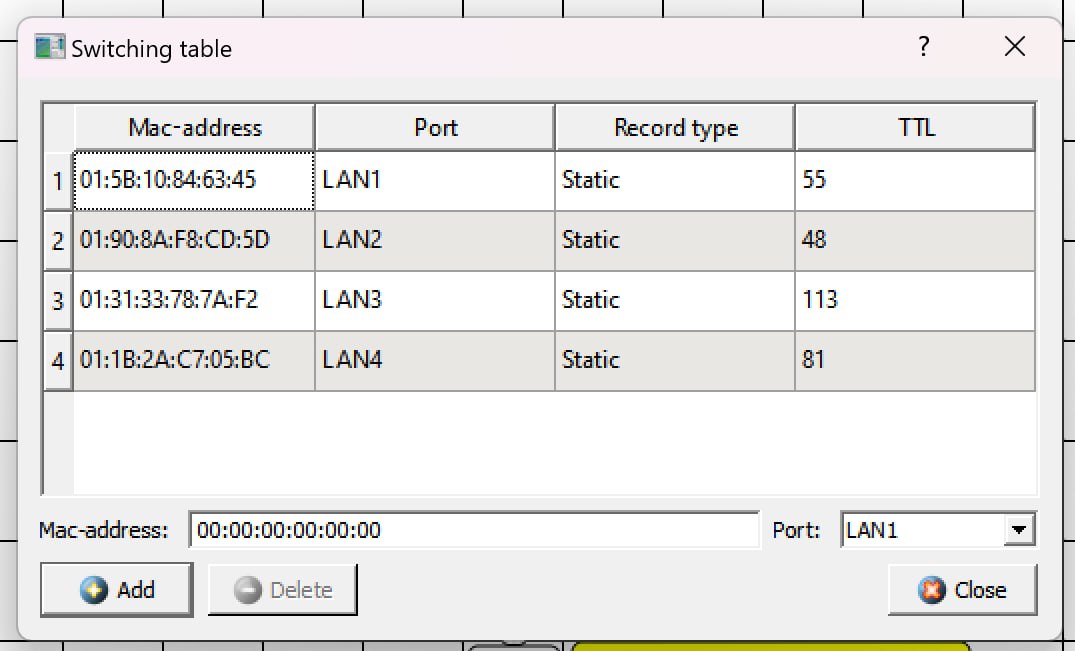 Switching table ?
Mac-address Port Record type TTL
1 01:5B:10:84:63:45 LAN1 Static 55
2 01:90:8A:F8:CD:5D LAN2 Static 48
3 01:31:33:78:7A:F2 LAN3 Static 113
4 01:1B:2A:C7:05:BC LAN4 Static 81
Mac-address: 00:00:00:00:00:00 Port: LAN1
Add Delete Close